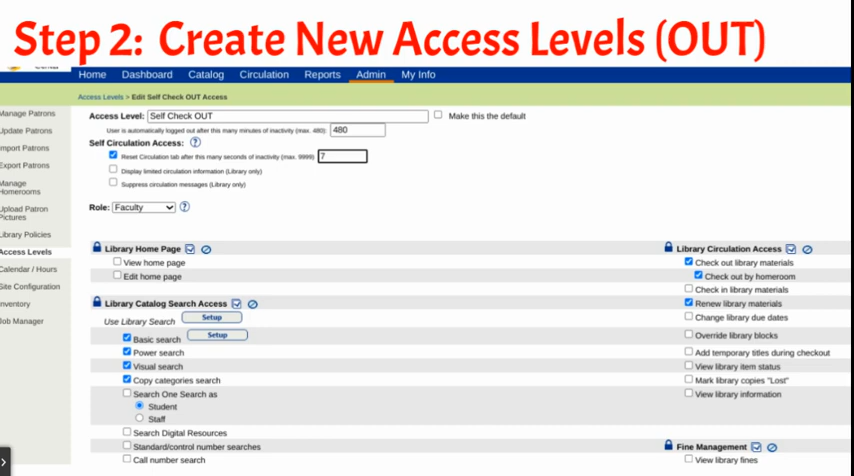 Step 2: Create New Access Levels (OUT)
Home Dashboard Catalog Circulation Reports Admin My Info
Access Levels > Edit Self Check OUT Access
Manage Patrons
Update Patrons
Import Patrons
Export Patrons
Manage
Homerooms
Upload Patron
Pictures
Library Policies
Access Levels
Calendar / Hours
Site Configuration
Inventory
Job Manager
Access Level: Self Check OUT Make this the default
User is automatically logged out after this many minutes of inactivity (max. 480): 480
Self Circulation Access:
Reset Circulation tab after this many seconds of inactivity (max. 9999) 7
Display limited circulation information (Library only)
Suppress circulation messages (Library only)
Role: Faculty
Library Home Page
View home page
Edit home page
Library Catalog Search Access
Use Library Search Setup
Basic search Setup
Power search
Visual search
Copy categories search
Search One Search as
Student
Staff
Search Digital Resources
Standard/control number searches
Call number search
Library Circulation Access
Check out library materials
Check out by homeroom
Check in library materials
Renew library materials
Change library due dates
Override library blocks
Add temporary titles during checkout
View library item status
Mark library copies "Lost"
View library information
Fine Management
View library fines